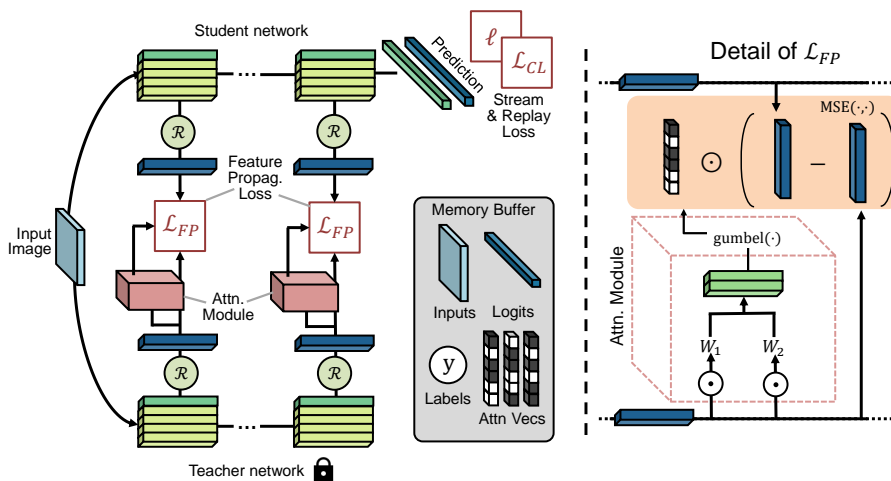 Student network
Prediction
ℓ
ℒ_CL
Stream
& Replay
Loss
ℛ
ℛ
Feature
Propag.
Loss
ℒ_FP
ℒ_FP
Input
Image
Attn.
Module
ℛ
ℛ
Teacher network
Memory Buffer
Inputs
Logits
y
Labels
Attn Vecs
Detail of ℒ_FP
MSE(·,·)
gumbel(·)
Attn. Module
W_1
W_2